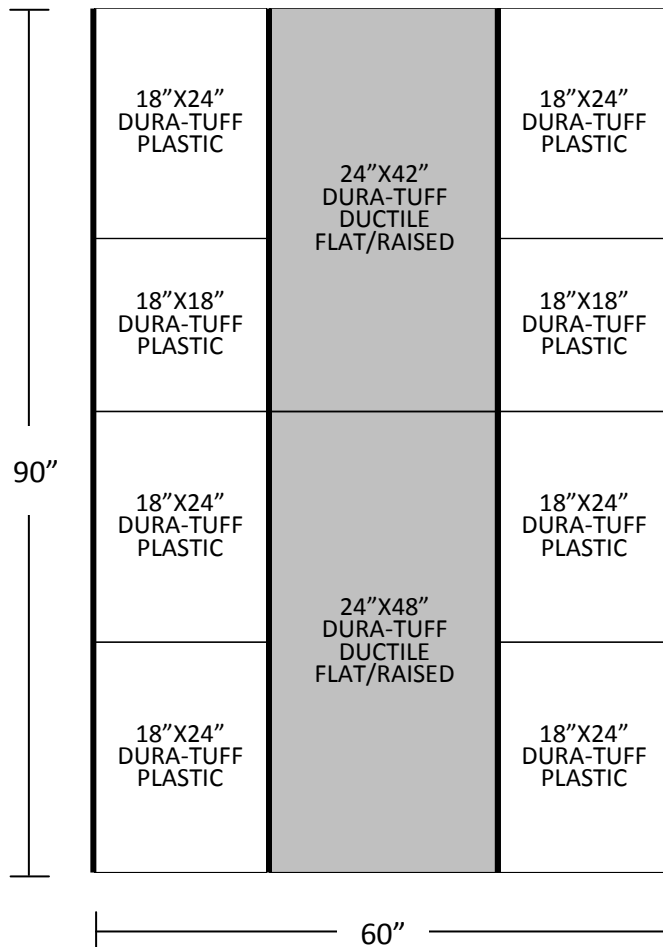 18”X24”
DURA-TUFF
PLASTIC
24”X42”
DURA-TUFF
DUCTILE
FLAT/RAISED
18”X24”
DURA-TUFF
PLASTIC
18”X18”
DURA-TUFF
PLASTIC
18”X18”
DURA-TUFF
PLASTIC
90”
18”X24”
DURA-TUFF
PLASTIC
24”X48”
DURA-TUFF
DUCTILE
FLAT/RAISED
18”X24”
DURA-TUFF
PLASTIC
18”X24”
DURA-TUFF
PLASTIC
18”X24”
DURA-TUFF
PLASTIC
60”